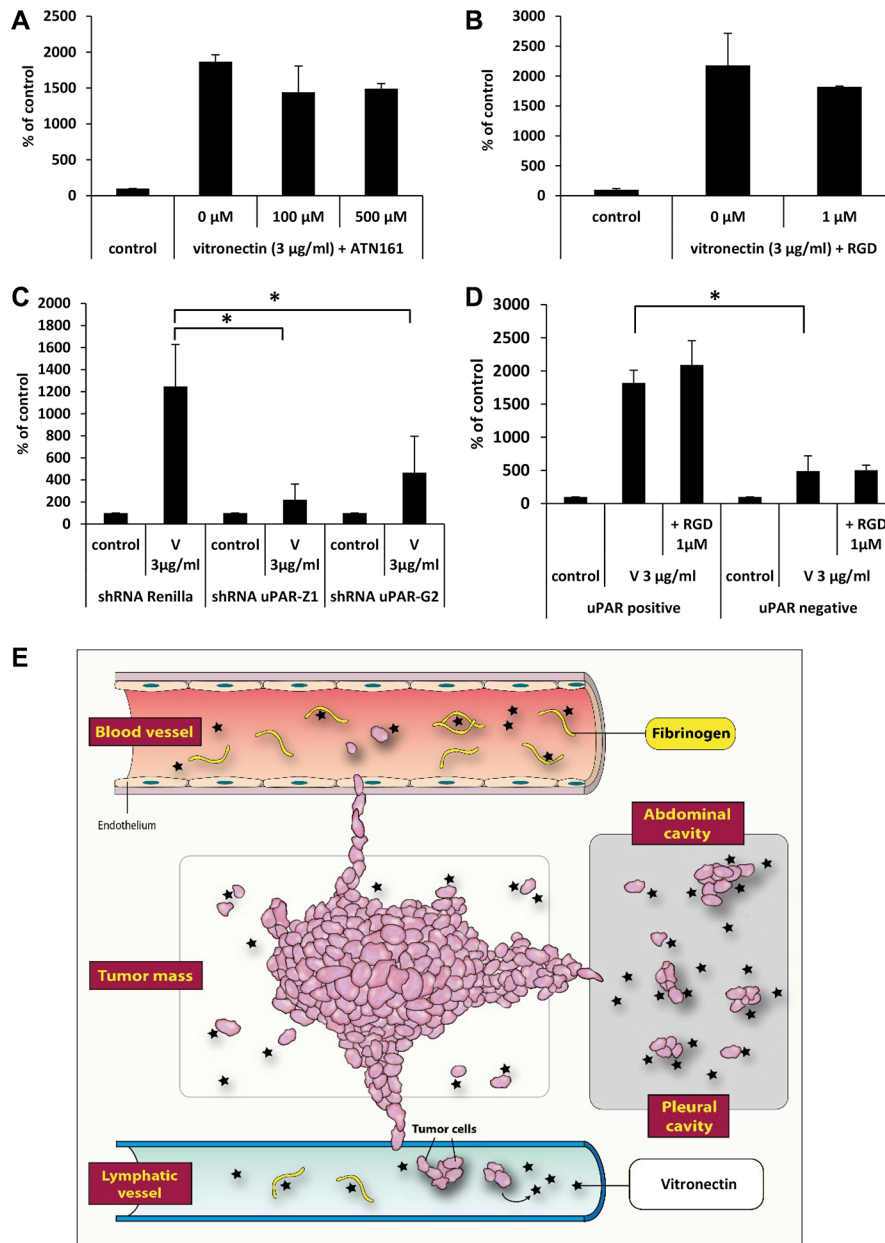 A
% of control
2500
2000
1500
1000
500
0
0 µM
100 µM
500 µM
control
vitronectin (3 µg/ml) + ATN161
B
% of control
3000
2500
2000
1500
1000
500
0
control
0 µM
1 µM
vitronectin (3 µg/ml) + RGD
C
% of control
2000
1800
1600
1400
1200
1000
800
600
400
200
0
*
*
control
V
3µg/ml
control
V
3µg/ml
control
V
3µg/ml
shRNA Renilla
shRNA uPAR-Z1
shRNA uPAR-G2
D
% of control
3000
2500
2000
1500
1000
500
0
*
control
+ RGD
1µM
V 3 µg/ml
control
+ RGD
1µM
V 3 µg/ml
uPAR positive
uPAR negative
E
Blood vessel
Fibrinogen
Endothelium
Abdominal
cavity
Tumor mass
Pleural
cavity
Tumor cells
Lymphatic
vessel
Vitronectin